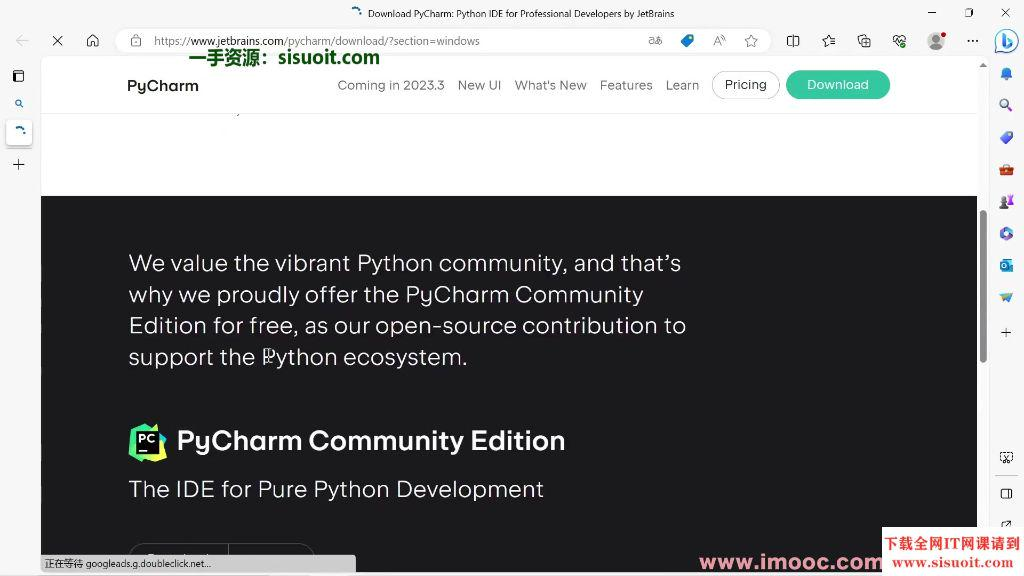 Download PyCharm: Python IDE for Professional Developers by JetBrains
https://www.jetbrains.com/pycharm/download/?section=windows
一手资源：sisuoit.com
PyCharm
Coming in 2023.3
New UI
What's New
Features
Learn
Pricing
Download
We value the vibrant Python community, and that's
why we proudly offer the PyCharm Community
Edition for free, as our open-source contribution to
support the Python ecosystem.
PC
PyCharm Community Edition
The IDE for Pure Python Development
正在等待 googleads.g.doubleclick.net...
www.imooc.com
下载全网IT网课请到
www.sisuoit.com